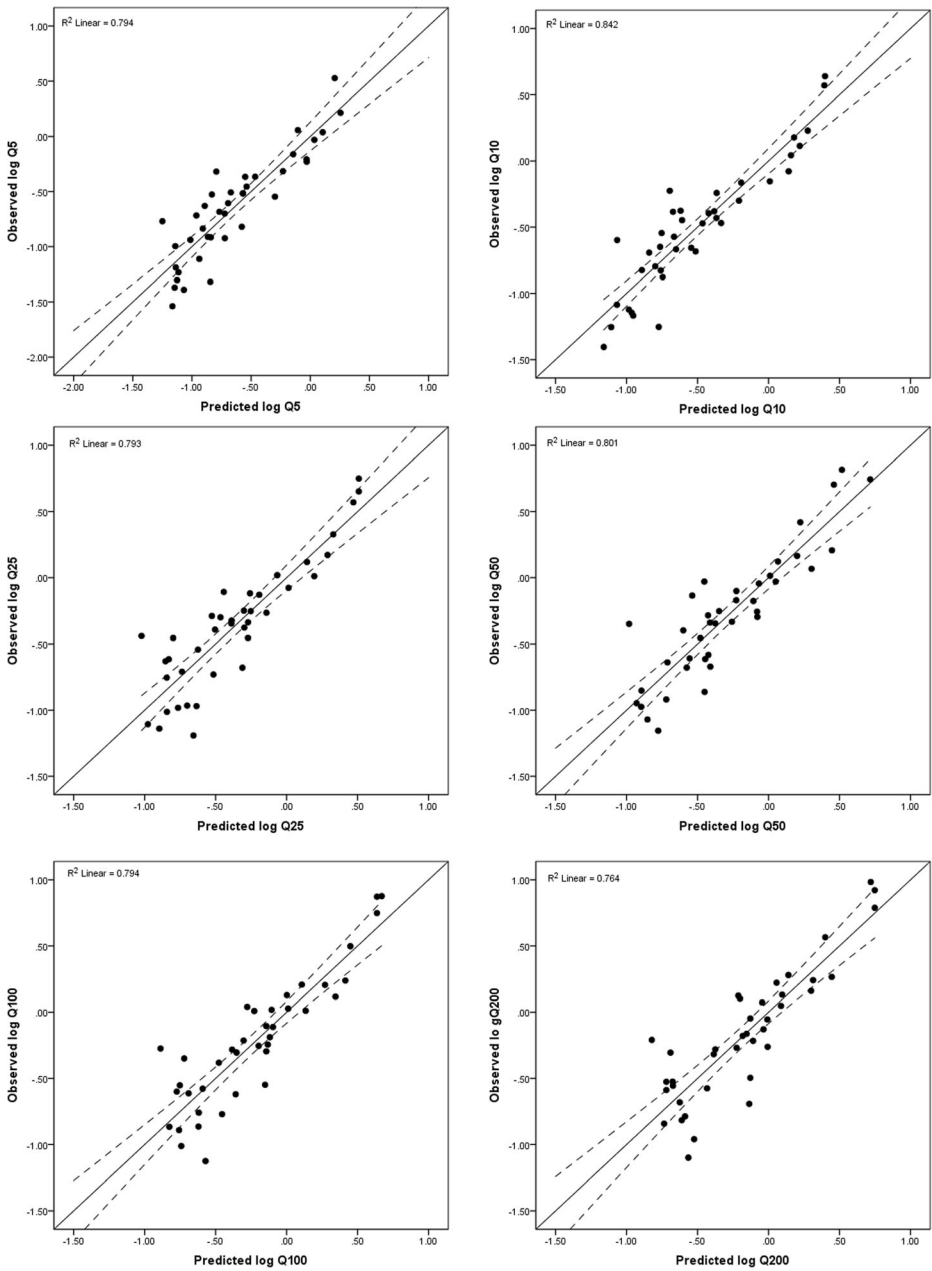 R² Linear = 0.794
1.00
.50
.00
-.50
-1.00
-1.50
-2.00
Observed log Q5
-2.00 -1.50 -1.00 -.50 .00 .50 1.00
Predicted log Q5
R² Linear = 0.842
1.00
.50
.00
-.50
-1.00
-1.50
Observed log Q10
-1.50 -1.00 -.50 .00 .50 1.00
Predicted log Q10
R² Linear = 0.793
1.00
.50
.00
-.50
-1.00
-1.50
Observed log Q25
-1.50 -1.00 -.50 .00 .50 1.00
Predicted log Q25
R² Linear = 0.801
1.00
.50
.00
-.50
-1.00
-1.50
Observed log Q50
-1.50 -1.00 -.50 .00 .50 1.00
Predicted log Q50
R² Linear = 0.794
1.00
.50
.00
-.50
-1.00
-1.50
Observed log Q100
-1.50 -1.00 -.50 .00 .50 1.00
Predicted log Q100
R² Linear = 0.764
1.00
.50
.00
-.50
-1.00
-1.50
Observed lo gQ200
-1.50 -1.00 -.50 .00 .50 1.00
Predicted log Q200